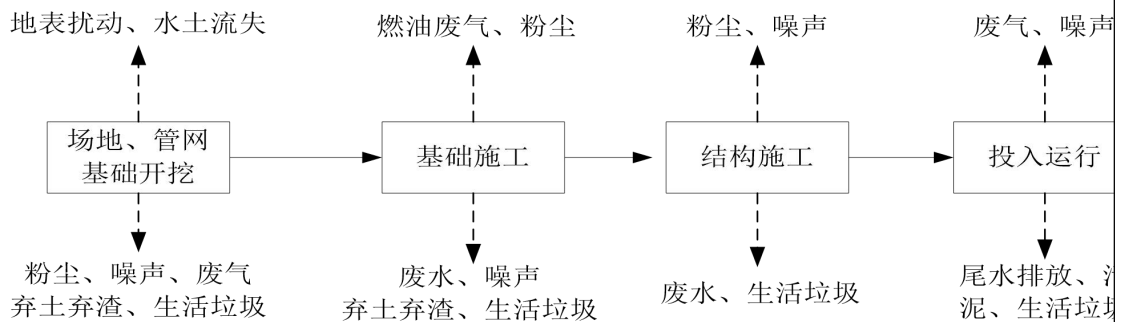 地表扰动、水土流失
燃油废气、粉尘
粉尘、噪声
废气、噪声
场地、管网
基础开挖
基础施工
结构施工
投入运行
粉尘、噪声、废气
弃土弃渣、生活垃圾
废水、噪声
弃土弃渣、生活垃圾
废水、生活垃圾
尾水排放、
泥、生活垃圾